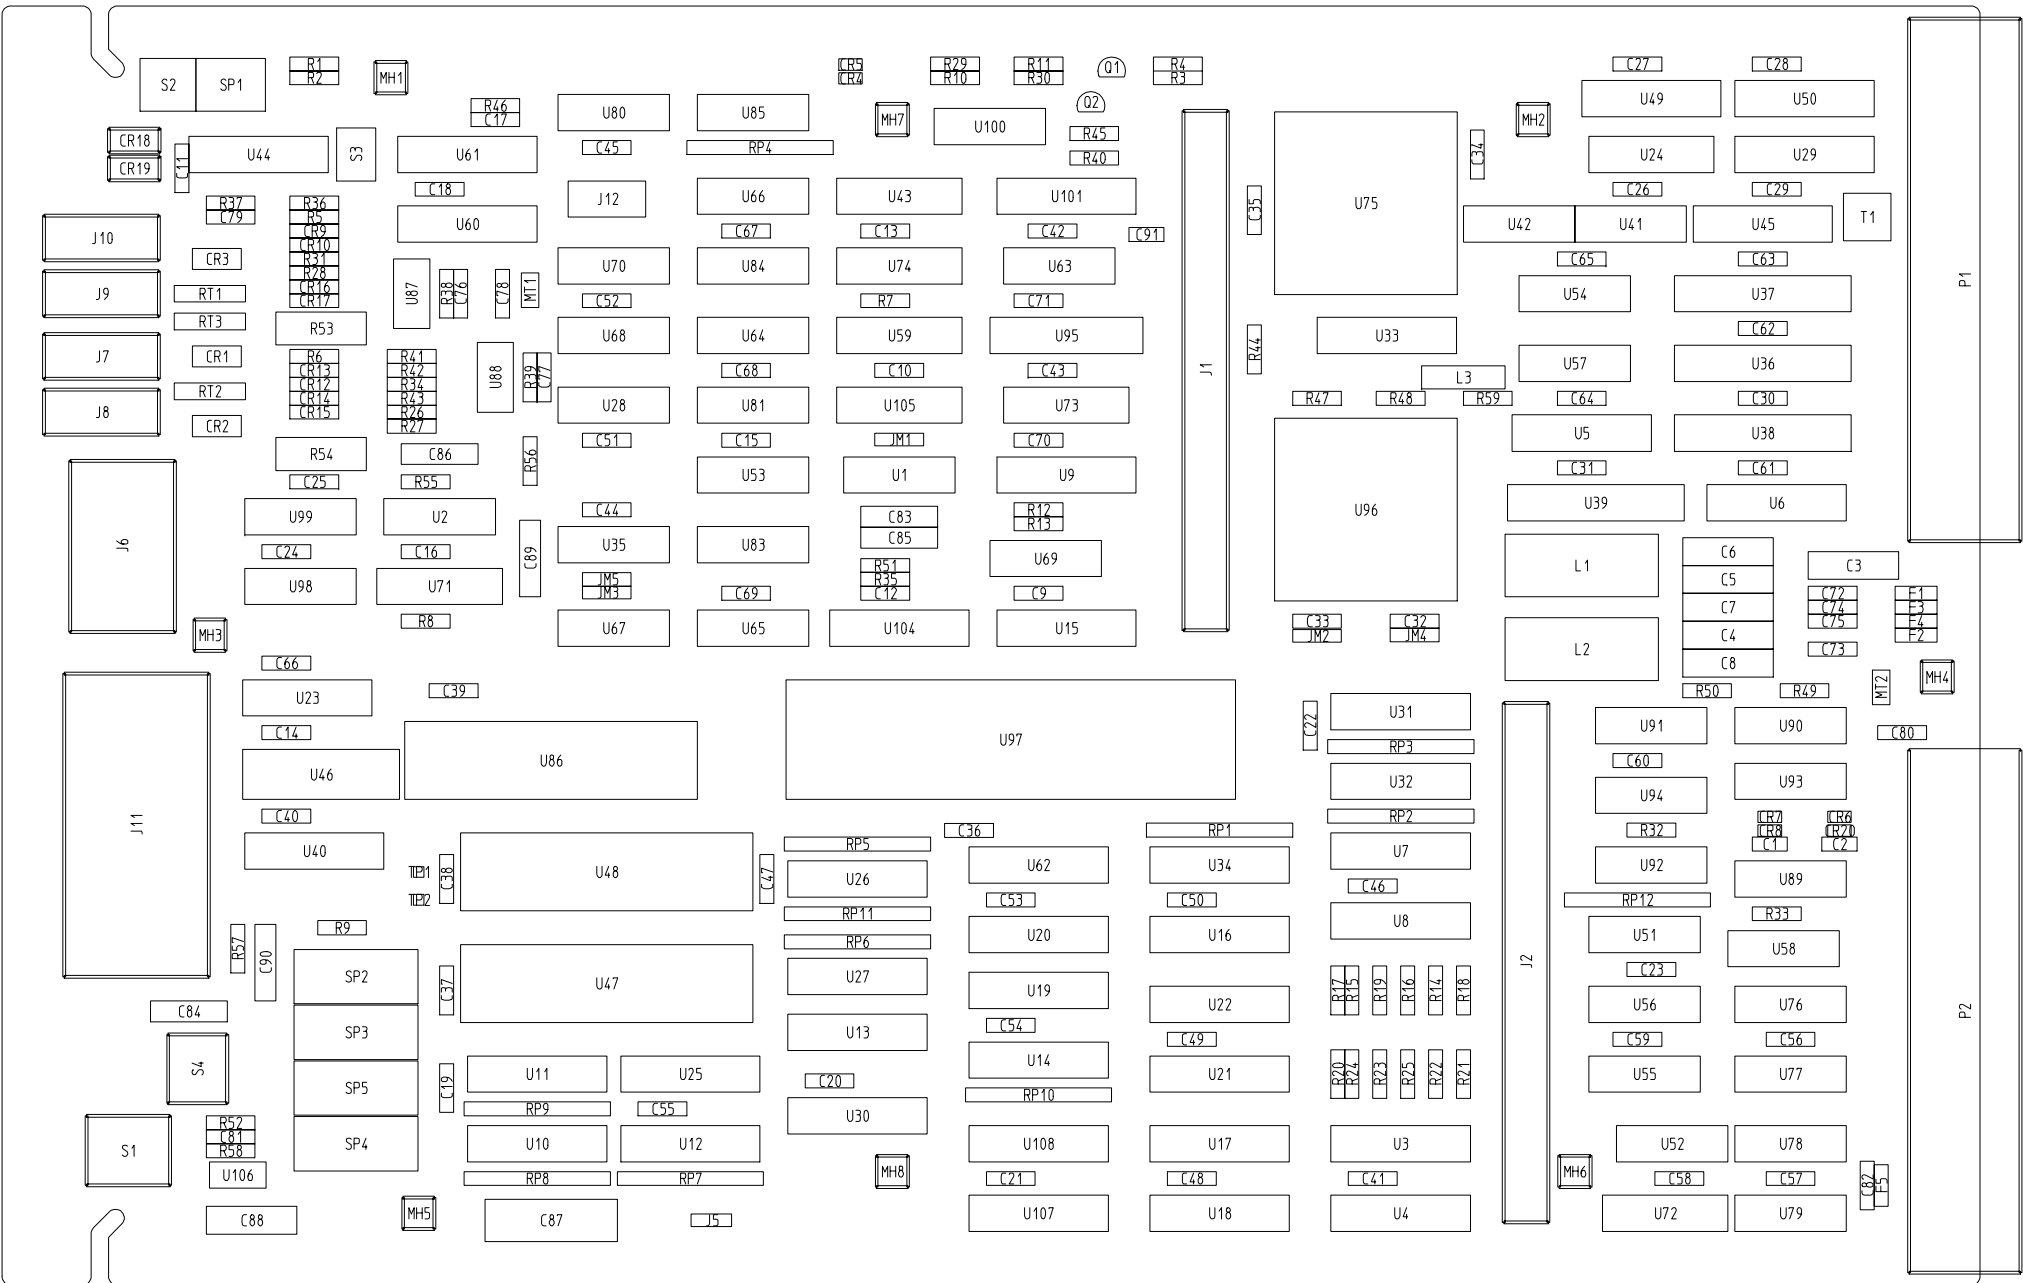 R1 CR5 R29 R11 Q1 R4 C27 C28
S2 SP1 R2 MH1 CR4 R10 R30 R3
R46 U80 U85 Q2 U49 U50
C17 MH7 U100 MH2
CR18 R45
U44 S3 U61 C45 RP4 R40 C34 U24 U29
CR19 C11
C18 C26 C29
R37 R36 J12 U66 U43 U101 C35 U75
C79 R5 U60 U42 U41 U45 T1
J10 CR9 C67 C13 C42 C91
CR3 CR10 C65 C63
R31 U70 U84 U74 U63
R28 U87 R38 C76 C78 MT1
J9 RT1 CR16 U54 U37 P1
CR17 C52 R7 C71
RT3 R53 C62
U68 U64 U59 U95 U33
J7 CR1 R6 R41 R44
CR13 R42 U88 R39 C77 C68 C10 C43 J1 U57 U36
RT2 CR12 R34 L3
CR14 R43 R47 R48 R59 C64 C30
J8 CR15 R26 U28 U81 U105 U73
CR2 R27 U5 U38
C51 C15 JM1 C70
R54 C86 R56
C25 R55 U53 U1 U9 C31 C61
U39 U6
U99 U2 C44 C83 R12 U96
R13
J6 U35 U83 C85
C24 C16 C89 U69 L1 C6 C3
R51
U98 U71 JM5 R35 C5
JM3 C69 C12 C9 C72 F1
C7 C74 F3
R8 U67 U65 U104 U15 C33 C32 C75 F4
MH3 JM2 JM4 C4 F2
L2 C73
C66 C8
C39 MH4
U23 R50 R49 MT2
C22 U31 U91 U90
C14 U97 RP3 C80
U86 C60
U46 U32 U93
U94
C40 RP2 CR7 CR6
J11 C36 RP1 R32 CR8 CR20
U40 RP5 C1 C2
U7
C38 U48 C47 U26 U62 U34 U92 U89
C46
C53 C50 RP12
RP11 R33
R9 U20 U16 U8 U51 U58
RP6
R57 C90 J2
SP2 U27 C23
C37 U47 U19 R17 R15 R19 R16 R14 R18
C84 U22 U56 U76 P2
SP3 U13 C54
C49 C59 C56
S4 U14
SP5 C19 U11 U25 C20 U21 R20 R24 R23 R25 R22 R21 U55 U77
RP10
RP9 C55
R52 U30
C81
S1 SP4 U10 U12 U108 U17 U3 U52 U78
R58
U106 MH8 MH6
RP8 RP7 C21 C48 C41 C58 C57 C82 F5
MH5
C88 C87 J5 U107 U18 U4 U72 U79